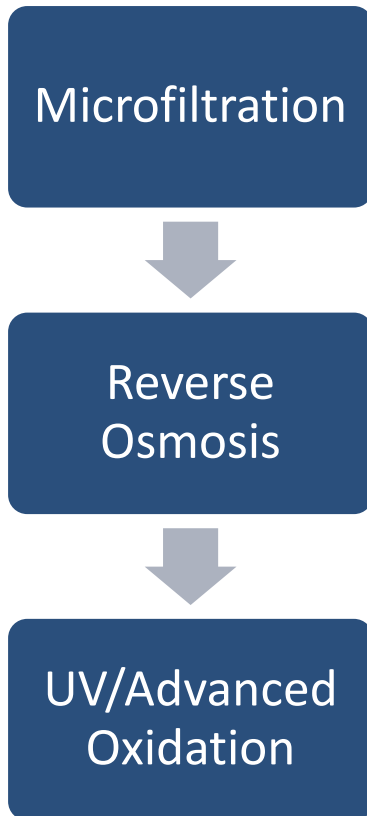 Microfiltration
Reverse
Osmosis
UV/Advanced
Oxidation